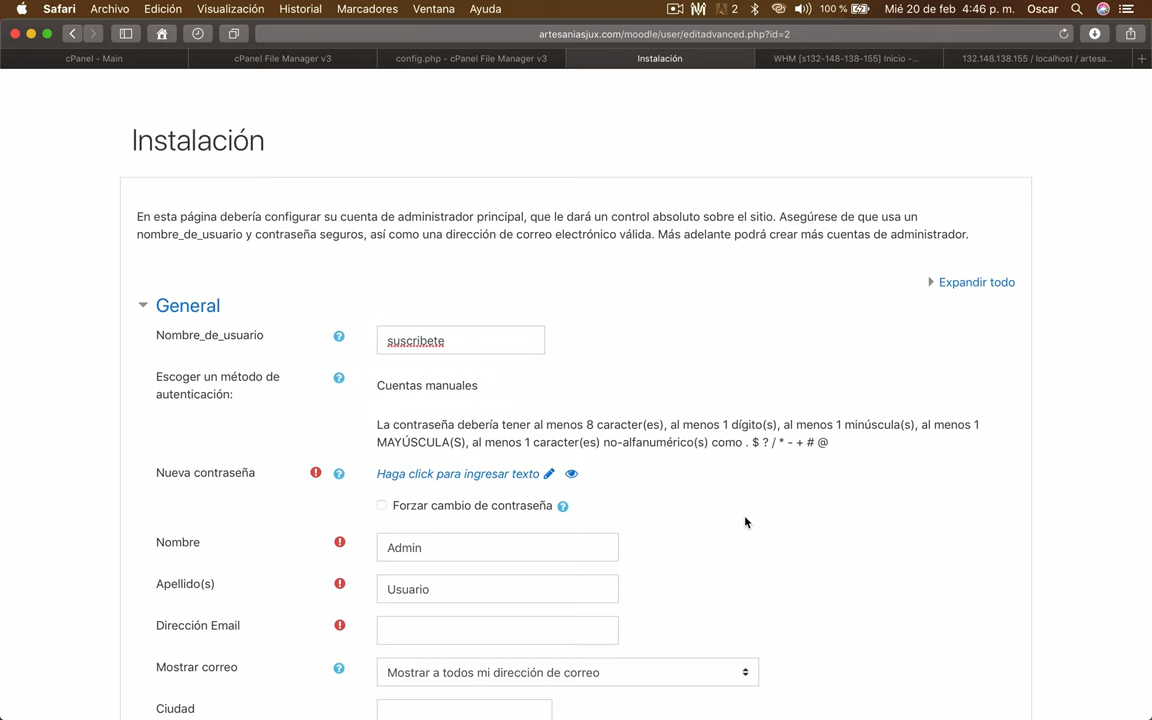 Safari Archivo Edición Visualización Historial Marcadores Ventana Ayuda 2 100 % Mié 20 de feb 4:46 p. m. Oscar
artesaniasjux.com/moodle/user/editadvanced.php?id=2
cPanel - Main cPanel File Manager v3 config.php - cPanel File Manager v3 Instalación WHM [s132-148-138-155] Inicio -... 132.148.138.155 / localhost / artesa...
Instalación
En esta página debería configurar su cuenta de administrador principal, que le dará un control absoluto sobre el sitio. Asegúrese de que usa un
nombre_de_usuario y contraseña seguros, así como una dirección de correo electrónico válida. Más adelante podrá crear más cuentas de administrador.
Expandir todo
General
Nombre_de_usuario suscribete
Escoger un método de
autenticación:
Cuentas manuales
La contraseña debería tener al menos 8 caracter(es), al menos 1 dígito(s), al menos 1 minúscula(s), al menos 1
MAYÚSCULA(S), al menos 1 caracter(es) no-alfanumérico(s) como . $ ? / * - + # @
Nueva contraseña Haga click para ingresar texto
Forzar cambio de contraseña
Nombre Admin
Apellido(s) Usuario
Dirección Email
Mostrar correo Mostrar a todos mi dirección de correo
Ciudad